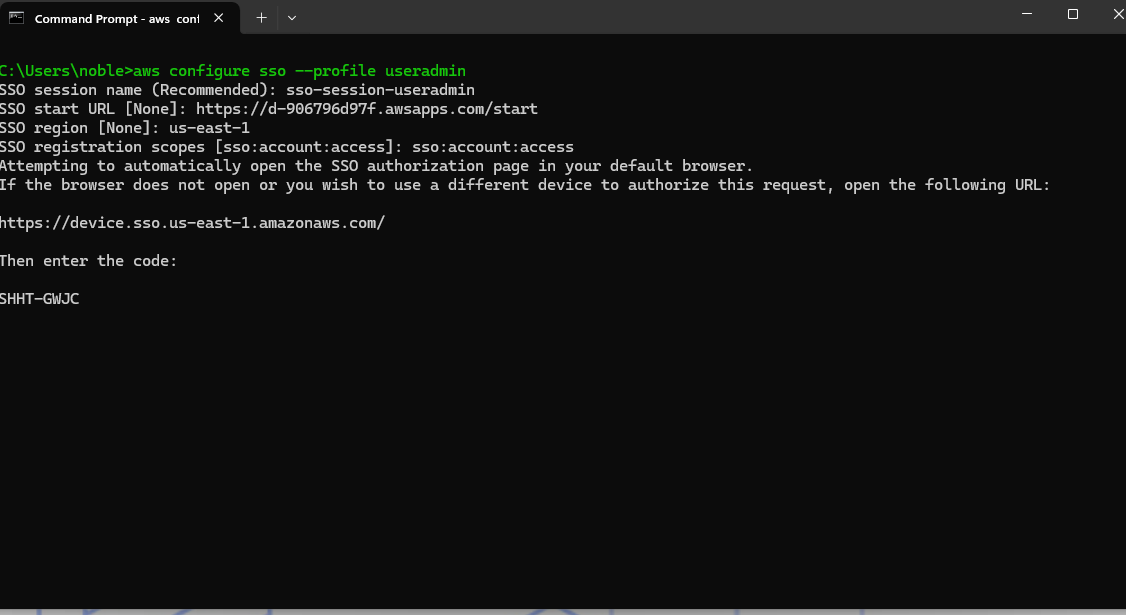 Command Prompt - aws conf
C:\Users\noble>aws configure sso --profile useradmin
SSO session name (Recommended): sso-session-useradmin
SSO start URL [None]: https://d-906796d97f.awsapps.com/start
SSO region [None]: us-east-1
SSO registration scopes [sso:account:access]: sso:account:access
Attempting to automatically open the SSO authorization page in your default browser.
If the browser does not open or you wish to use a different device to authorize this request, open the following URL:
https://device.sso.us-east-1.amazonaws.com/
Then enter the code:
SHHT-GWJC